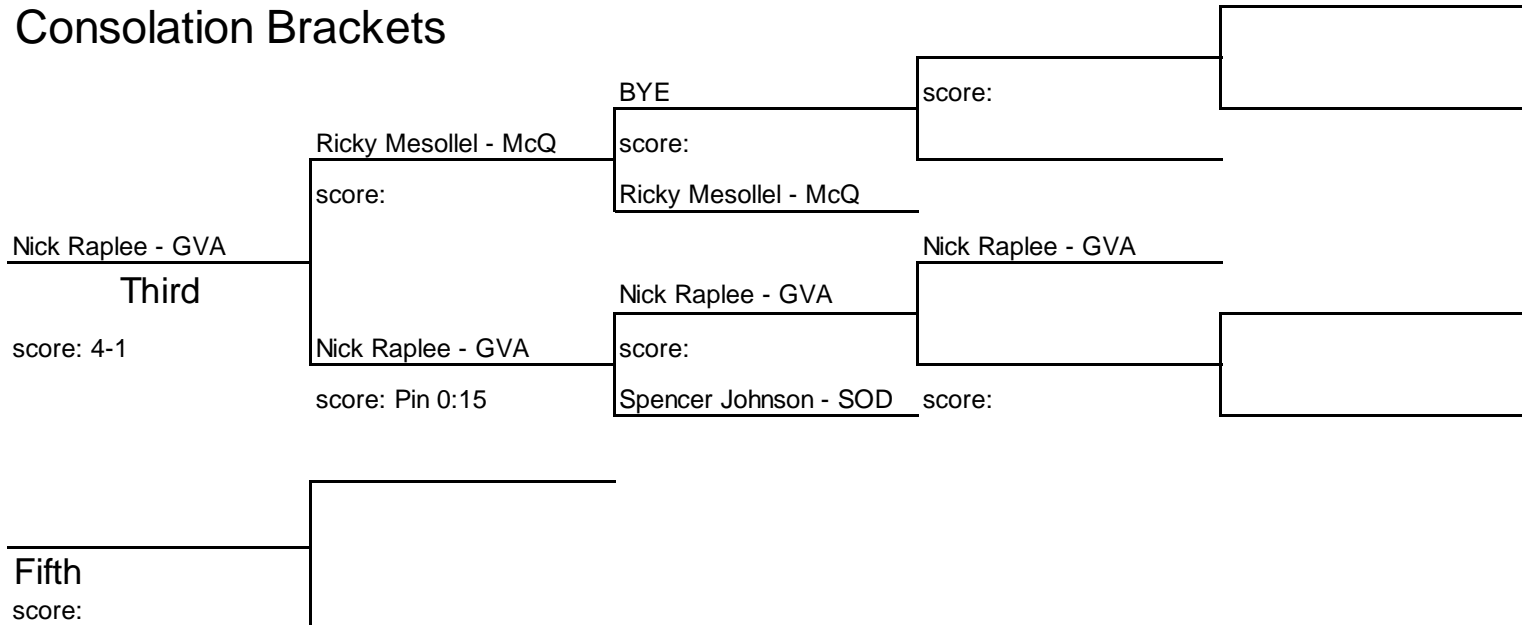 Consolation Brackets
BYE
score:
Ricky Mesollel - McQ
score:
score:
Ricky Mesollel - McQ
Nick Raplee - GVA
Nick Raplee - GVA
Third
Nick Raplee - GVA
score: 4-1
Nick Raplee - GVA
score:
score: Pin 0:15
Spencer Johnson - SOD
score:
Fifth
score: